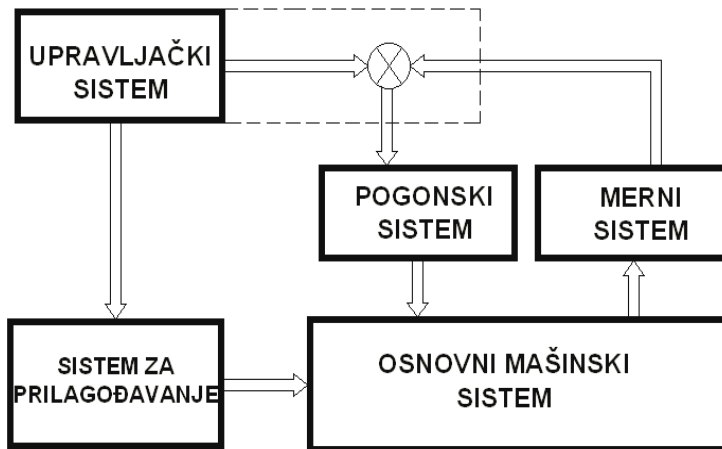 UPRAVLJAČKI
SISTEM
POGONSKI
SISTEM
MERNI
SISTEM
SISTEM ZA
PRILAGOĐAVANJE
OSNOVNI MAŠINSKI
SISTEM